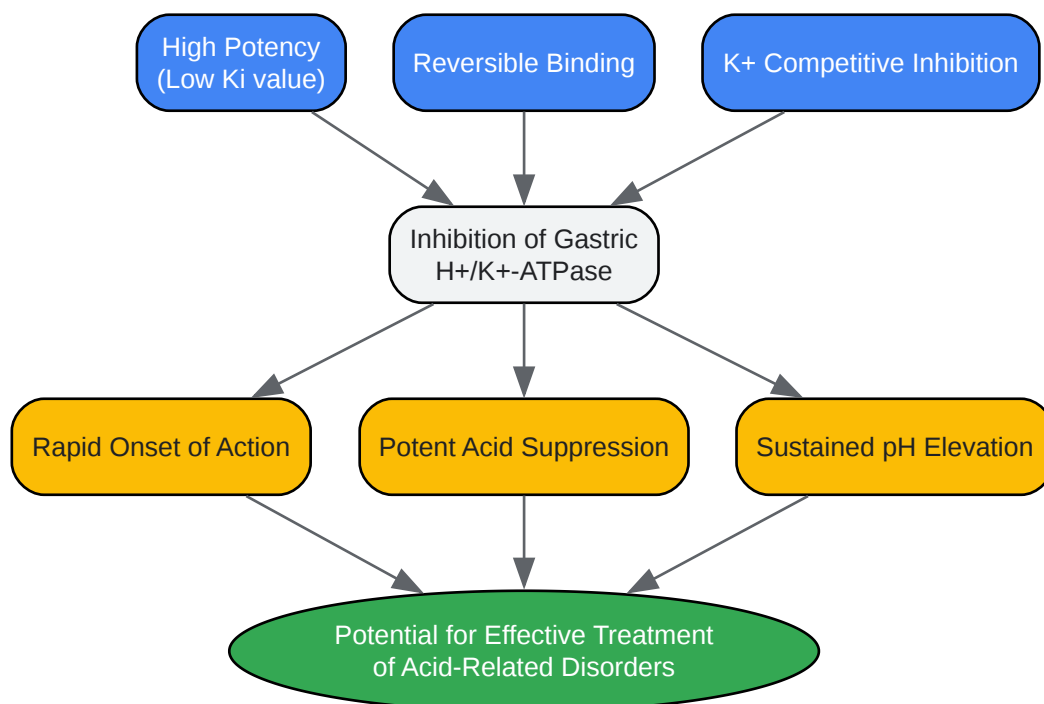 High Potency
(Low Ki value)
Reversible Binding
K+ Competitive Inhibition
Inhibition of Gastric
H+/K+-ATPase
Rapid Onset of Action
Potent Acid Suppression
Sustained pH Elevation
Potential for Effective Treatment
of Acid-Related Disorders